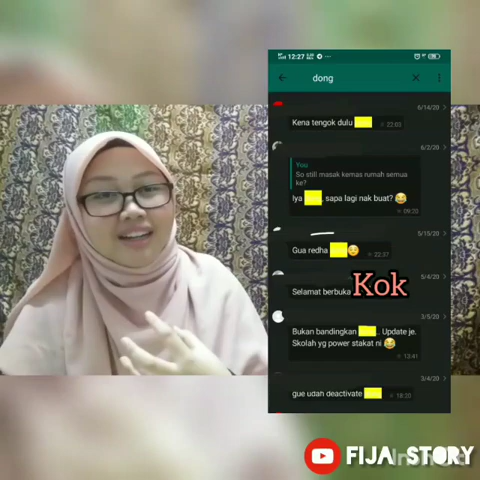 12:27
dong
6/14/20
Kena tengok dulu
22:03
6/2/20
You
So still masak kemas rumah semua
ke?
Iya , sapa lagi nak buat?
09:20
5/15/20
Gua redha
22:37
5/4/20
Selamat berbuka
Kok
3/5/20
Bukan bandingkan .. Update je.
Skolah yg power stakat ni
13:41
3/4/20
gue udah deactivate
18:20
FIJA STORY